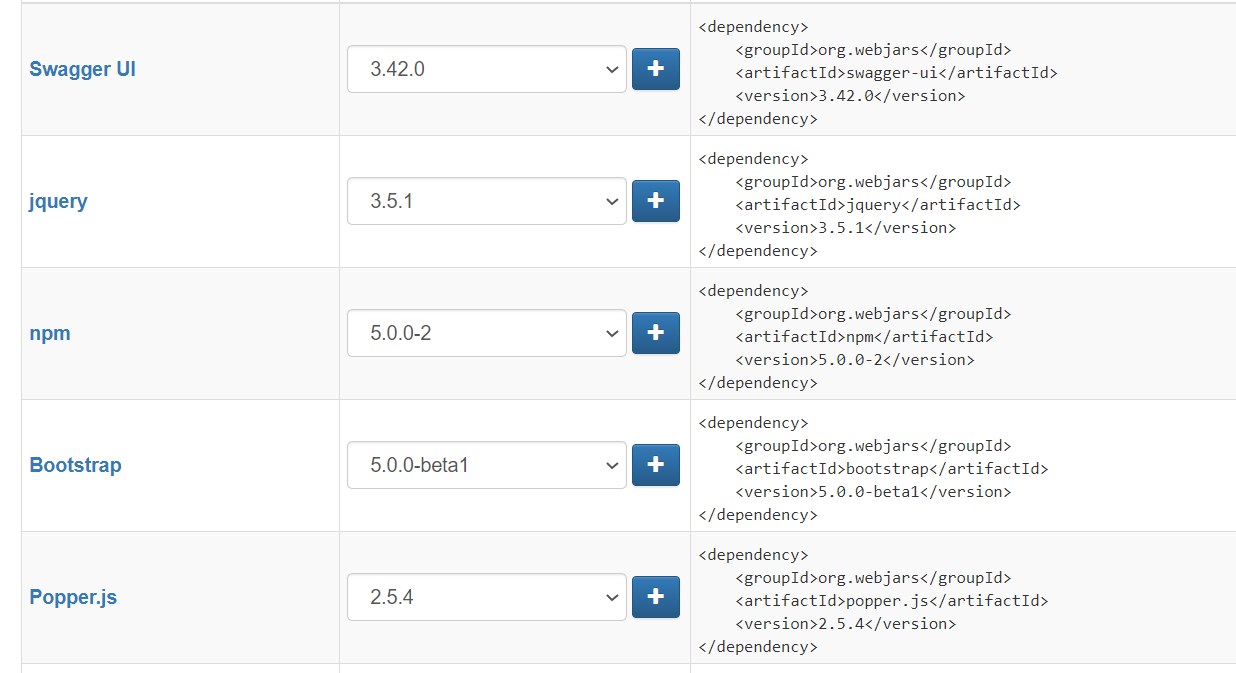 Swagger UI
3.42.0
+
<dependency>
    <groupId>org.webjars</groupId>
    <artifactId>swagger-ui</artifactId>
    <version>3.42.0</version>
</dependency>
jquery
3.5.1
+
<dependency>
    <groupId>org.webjars</groupId>
    <artifactId>jquery</artifactId>
    <version>3.5.1</version>
</dependency>
npm
5.0.0-2
+
<dependency>
    <groupId>org.webjars</groupId>
    <artifactId>npm</artifactId>
    <version>5.0.0-2</version>
</dependency>
Bootstrap
5.0.0-beta1
+
<dependency>
    <groupId>org.webjars</groupId>
    <artifactId>bootstrap</artifactId>
    <version>5.0.0-beta1</version>
</dependency>
Popper.js
2.5.4
+
<dependency>
    <groupId>org.webjars</groupId>
    <artifactId>popper.js</artifactId>
    <version>2.5.4</version>
</dependency>